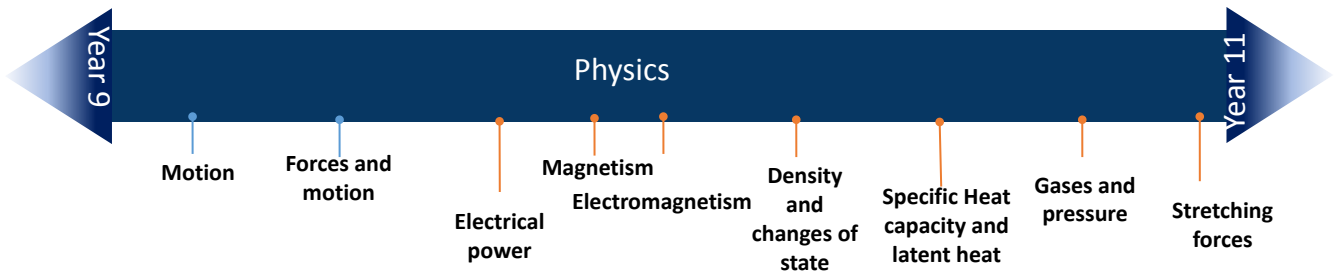 Year 9
Physics
Year 11
Motion
Forces and
motion
Electrical
power
Magnetism
Electromagnetism
Density
and
changes of
state
Specific Heat
capacity and
latent heat
Gases and
pressure
Stretching
forces